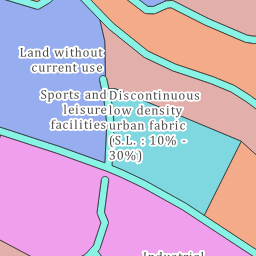 Land without
current use
Sports and
leisure
facilities
Discontinuous
low density
urban fabric
(S.L. : 10% -
30%)
Industrial